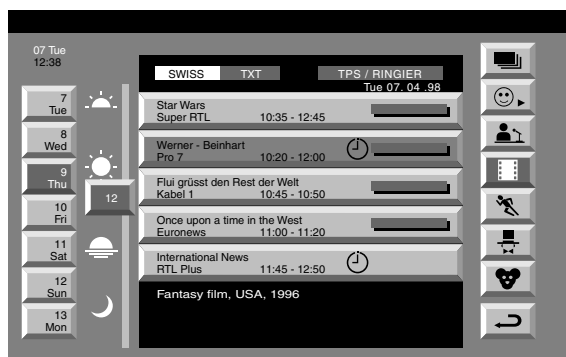 07 Tue
12:38
7
Tue
8
Wed
9
Thu
10
Fri
11
Sat
12
Sun
13
Mon
12
SWISS TXT TPS / RINGIER
Tue 07. 04 .98
Star Wars
Super RTL 10:35 - 12:45
Werner - Beinhart
Pro 7 10:20 - 12:00
Flui grüsst den Rest der Welt
Kabel 1 10:45 - 10:50
Once upon a time in the West
Euronews 11:00 - 11:20
International News
RTL Plus 11:45 - 12:50
Fantasy film, USA, 1996